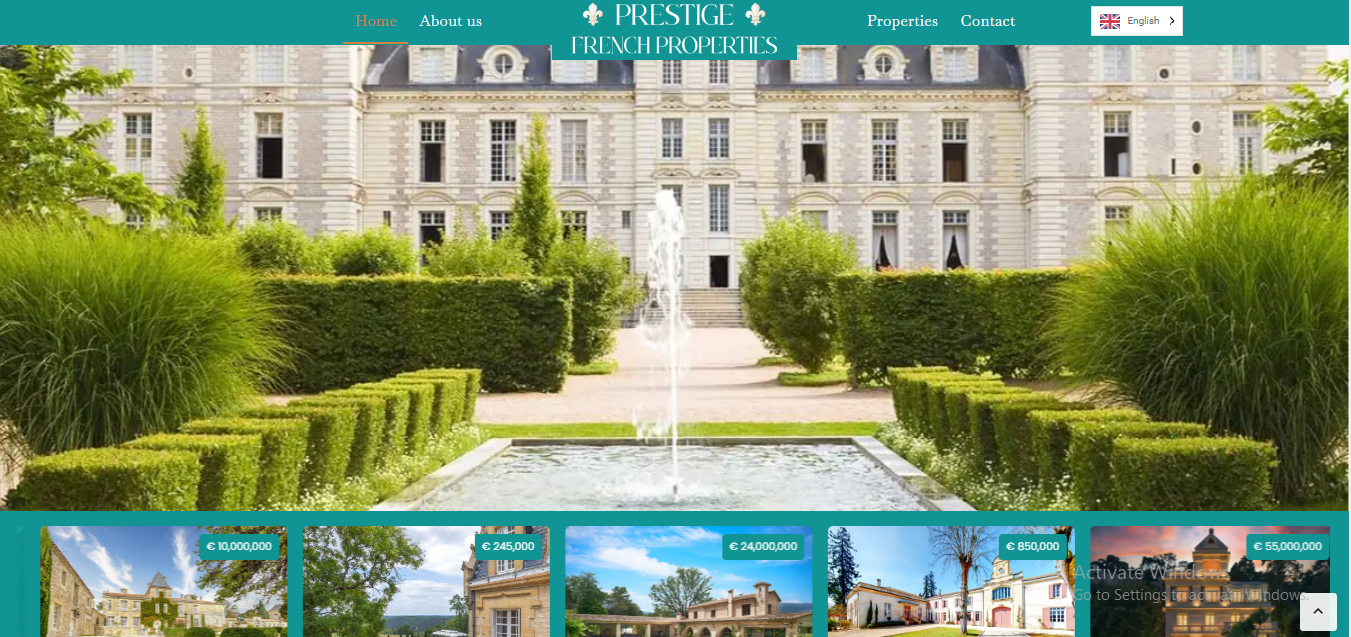 Home
About us
PRESTIGE
FRENCH PROPERTIES
Properties
Contact
English
€ 10,000,000
€ 245,000
€ 24,000,000
€ 850,000
€ 55,000,000
Activate Windows
Go to Settings to activate Windows.